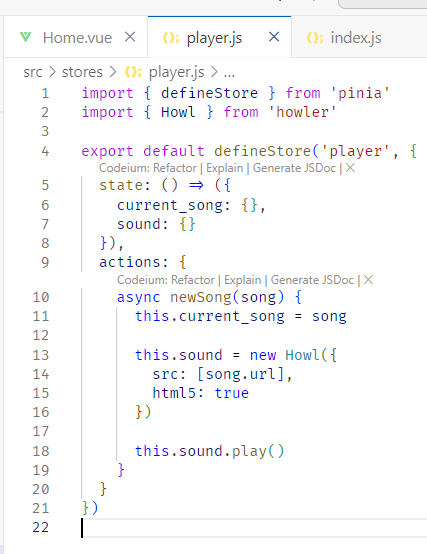 Home.vue
player.js
index.js
src > stores > player.js > ...
1 import { defineStore } from 'pinia'
2 import { Howl } from 'howler'
3
4 export default defineStore('player', {
Codeium: Refactor | Explain | Generate JSDoc | ×
5 state: () => ({
6 current_song: {},
7 sound: {}
8 }),
9 actions: {
Codeium: Refactor | Explain | Generate JSDoc | ×
10 async newSong(song) {
11 this.current_song = song
12
13 this.sound = new Howl({
14 src: [song.url],
15 html5: true
16 })
17
18 this.sound.play()
19 }
20 }
21 })
22